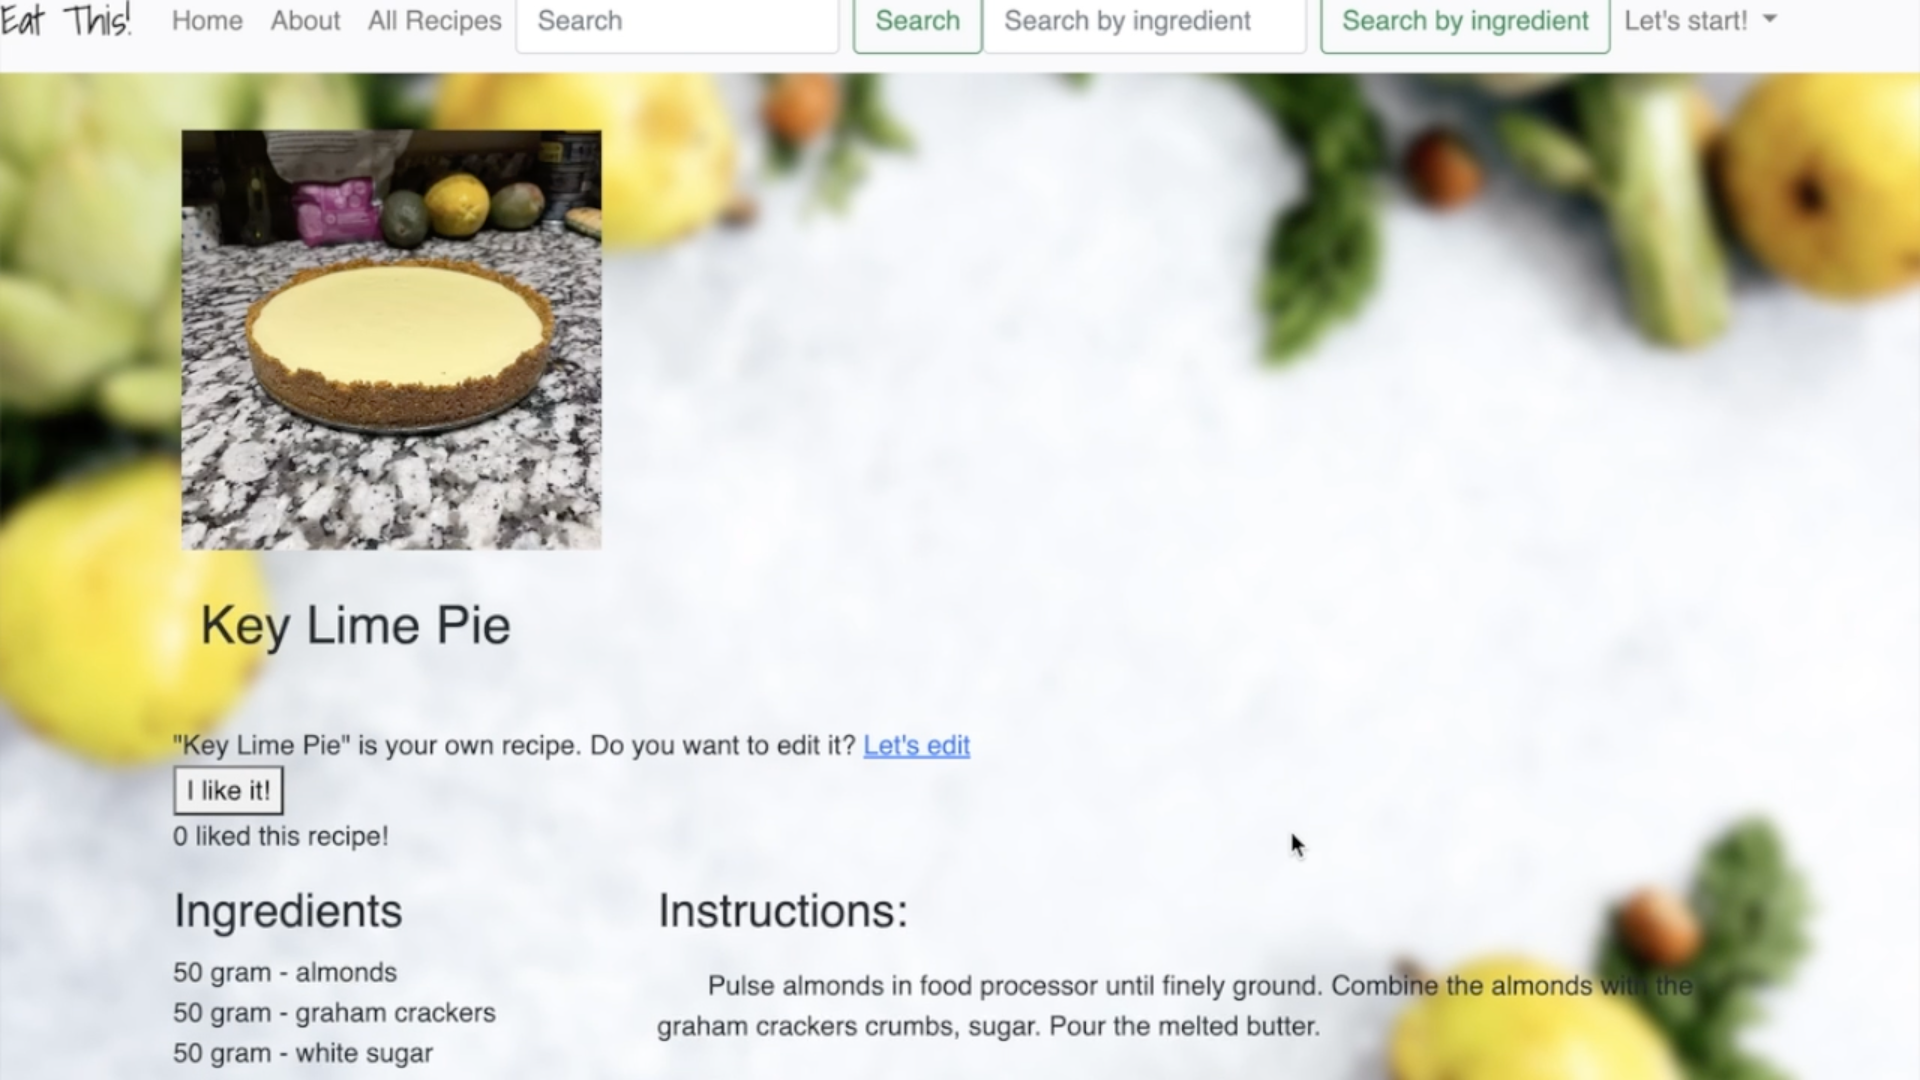 Eat This! Home About All Recipes Search Search Search by ingredient Search by ingredient Let's start!
Key Lime Pie
"Key Lime Pie" is your own recipe. Do you want to edit it? Let's edit
I like it!
0 liked this recipe!
Ingredients
50 gram - almonds
50 gram - graham crackers
50 gram - white sugar
Instructions:
Pulse almonds in food processor until finely ground. Combine the almonds with the
graham crackers crumbs, sugar. Pour the melted butter.